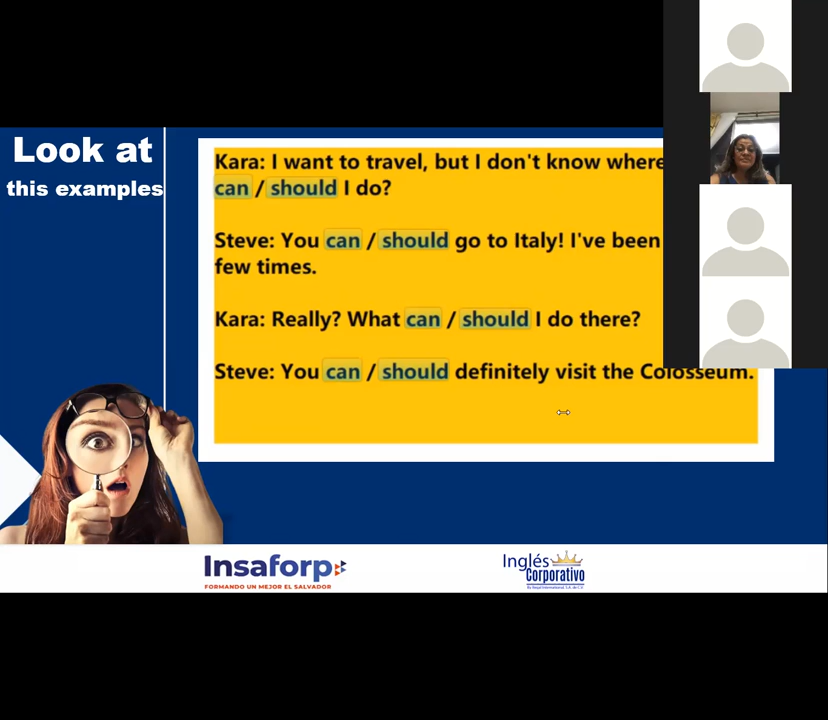 Look at
this examples
Kara: I want to travel, but I don't know where
can / should I do?
Steve: You can / should go to Italy! I've been
few times.
Kara: Really? What can / should I do there?
Steve: You can / should definitely visit the Colosseum.
Insaforp
FORMANDO UN MEJOR EL SALVADOR
Inglés
Corporativo